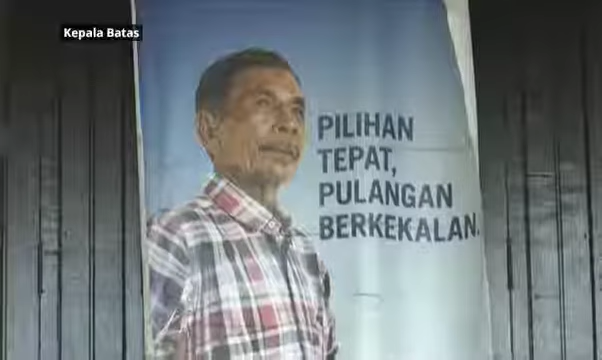 Kepala Batas
PILIHAN
TEPAT,
PULANGAN
BERKEKALAN.